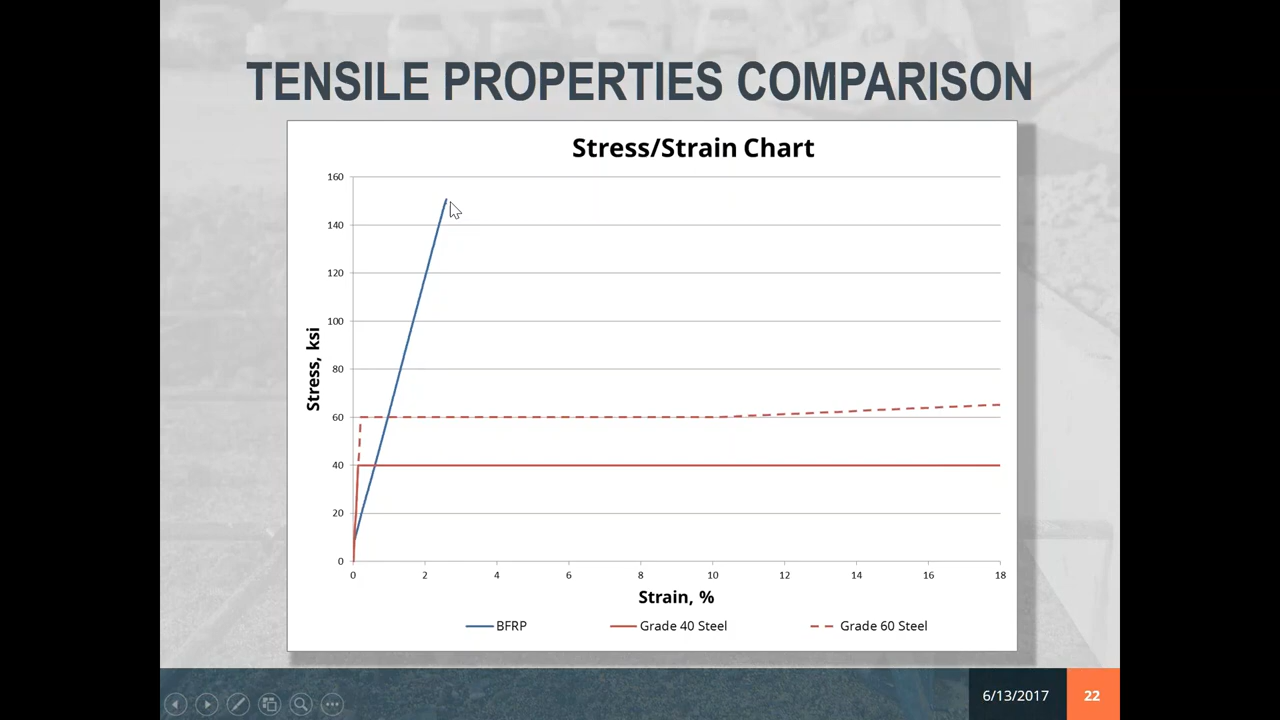 TENSILE PROPERTIES COMPARISON
Stress/Strain Chart
Stress, ksi
160
140
120
100
80
60
40
20
0
0 2 4 6 8 10 12 14 16 18
Strain, %
BFRP Grade 40 Steel Grade 60 Steel
6/13/2017 22